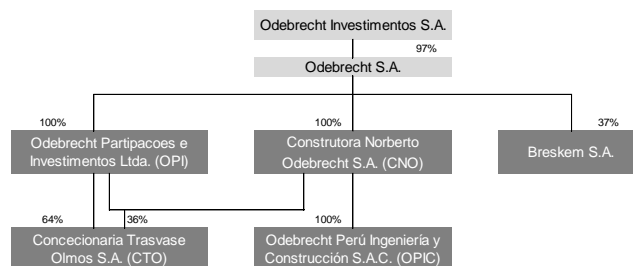 Odebrecht Investimentos S.A.
97%
Odebrecht S.A.
100%
100%
37%
Odebrecht Partipacoes e
Investimentos Ltda. (OPI)
Construtora Norberto
Odebrecht S.A. (CNO)
Breskem S.A.
64%
36%
100%
Concecionaria Trasvase
Olmos S.A. (CTO)
Odebrecht Perú Ingeniería y
Construcción S.A.C. (OPIC)